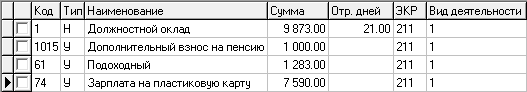 Код Тип Наименование Сумма Отр. дней ЭКР Вид деятельности
1 Н Должностной оклад 9 873.00 21.00 211 1
1015 У Дополнительный взнос на пенсию 1 000.00 211 1
61 У Подоходный 1 283.00 211 1
74 У Зарплата на пластиковую карту 7 590.00 211 1